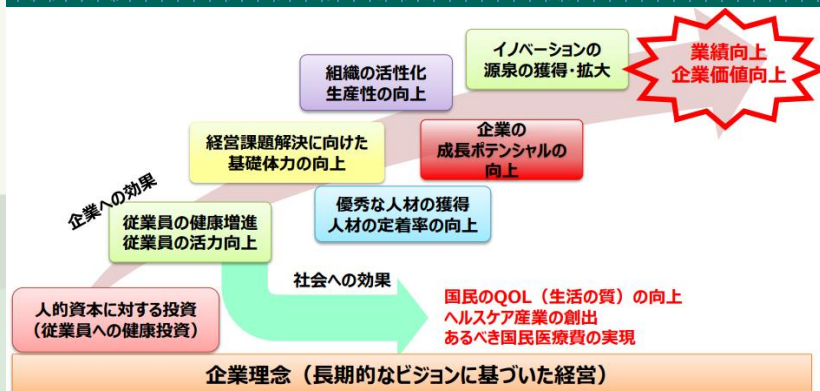 イノベーションの
源泉の獲得・拡大
業績向上
企業価値向上
組織の活性化
生産性の向上
経営課題解決に向けた
基礎体力の向上
企業の
成長ポテンシャルの
向上
企業への効果
従業員の健康増進
従業員の活力向上
優秀な人材の獲得
人材の定着率の向上
社会への効果
人的資本に対する投資
（従業員への健康投資）
国民のQOL（生活の質）の向上
ヘルスケア産業の創出
あるべき国民医療費の実現
企業理念（長期的なビジョンに基づいた経営）